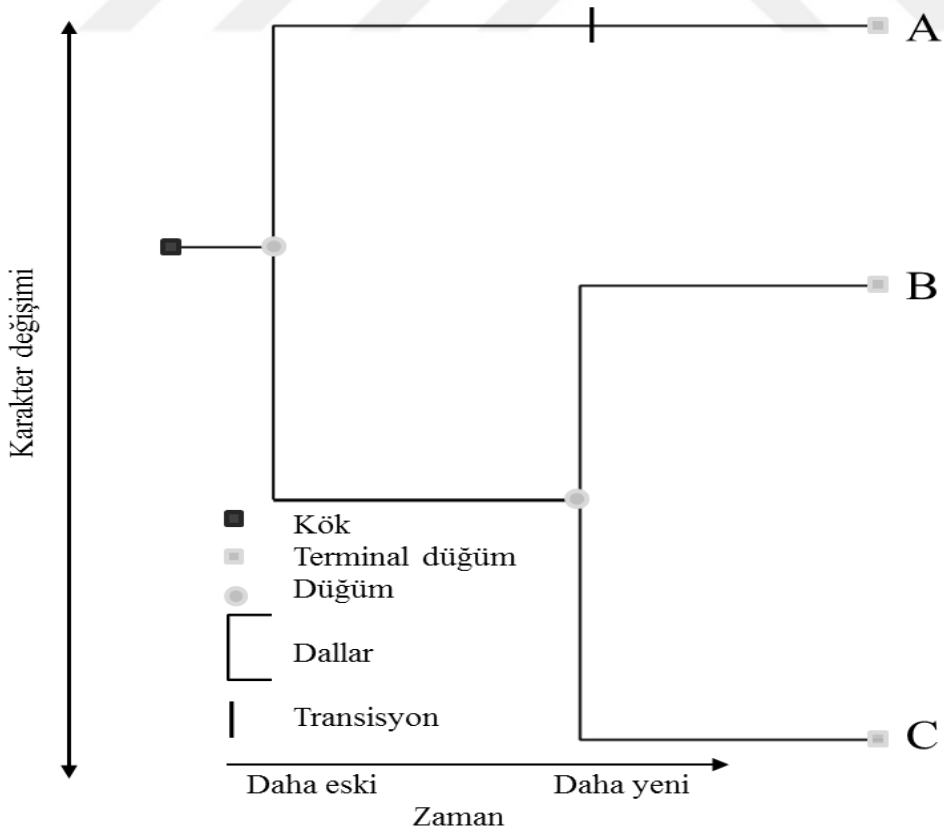 A
Karakter değişimi
B
Kök
Terminal düğüm
Düğüm
Dallar
Transisyon
C
Daha eski
Daha yeni
Zaman